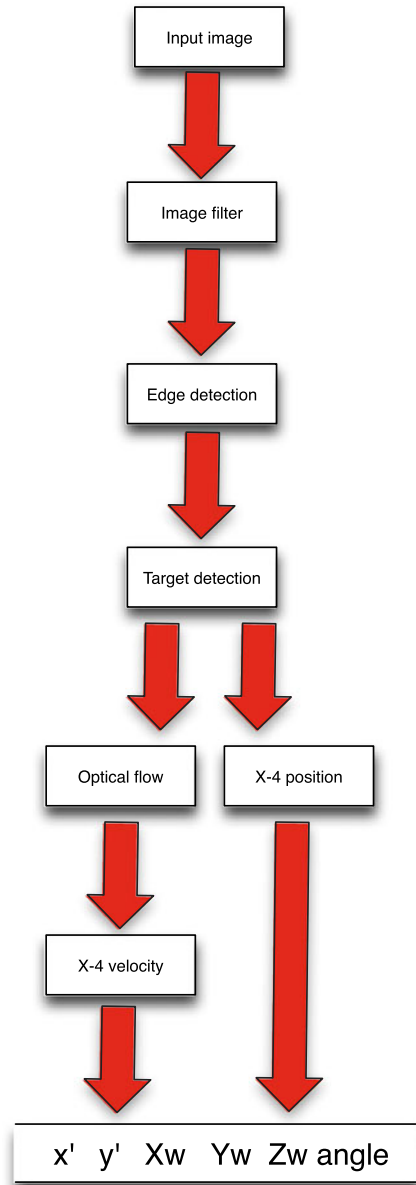 Input image
Image filter
Edge detection
Target detection
Optical flow
X-4 position
X-4 velocity
x' y' Xw Yw Zw angle